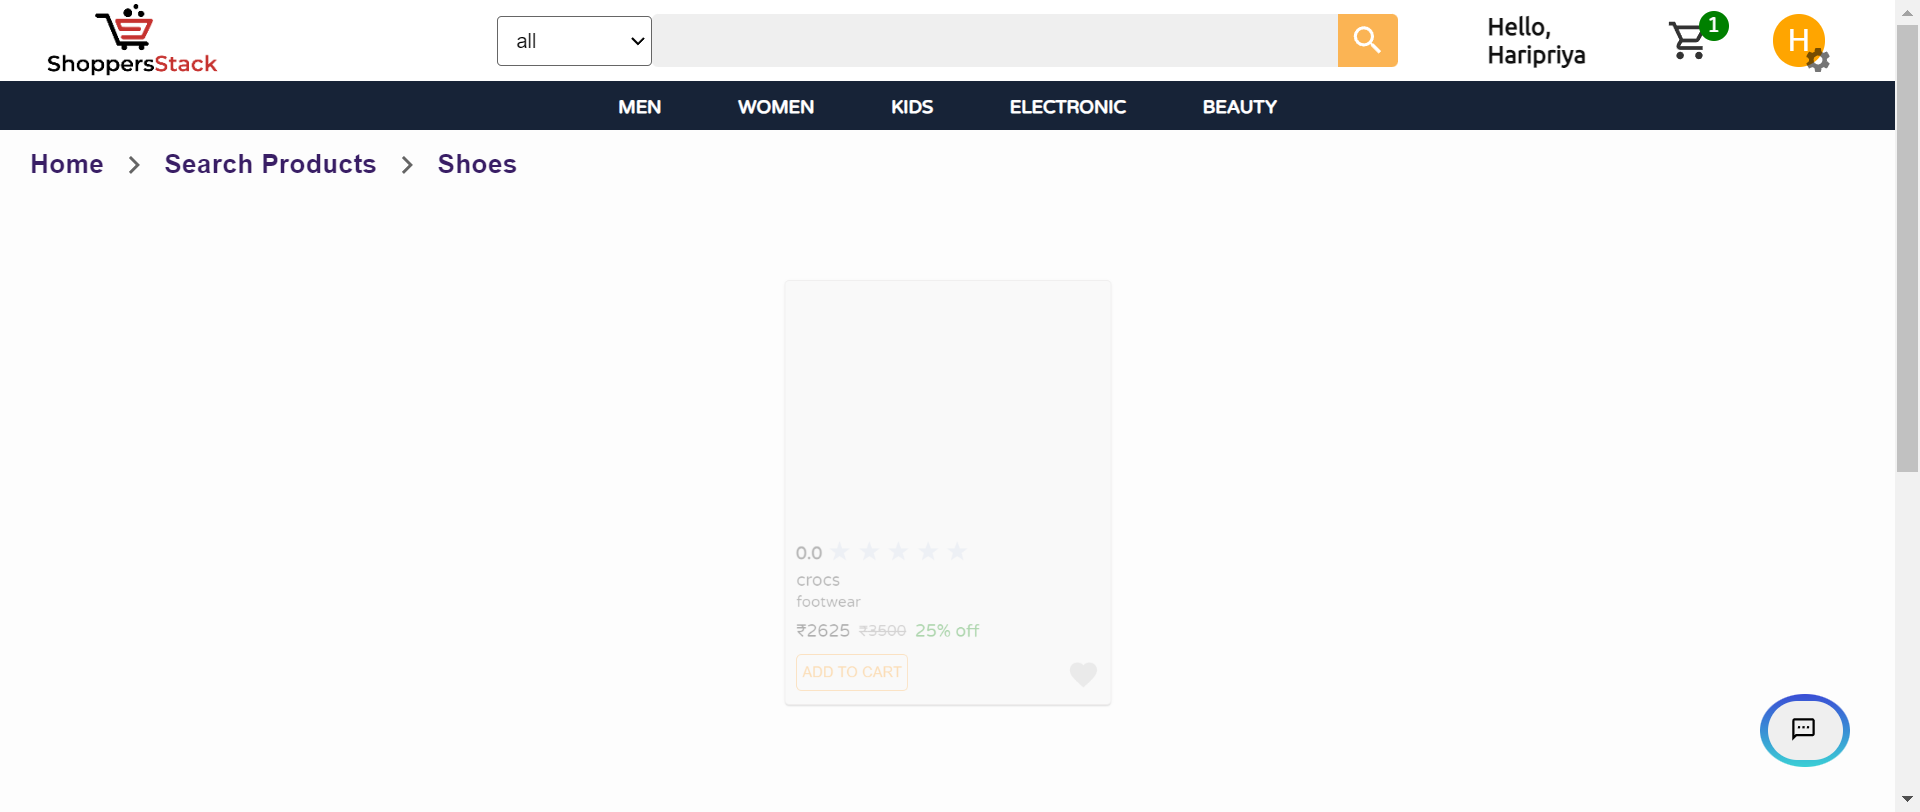 ShoppersStack
all
Hello,
Haripriya
1
H
MEN WOMEN KIDS ELECTRONIC BEAUTY
Home > Search Products > Shoes
0.0
crocs
footwear
₹2625 ₹3500 25% off
ADD TO CART